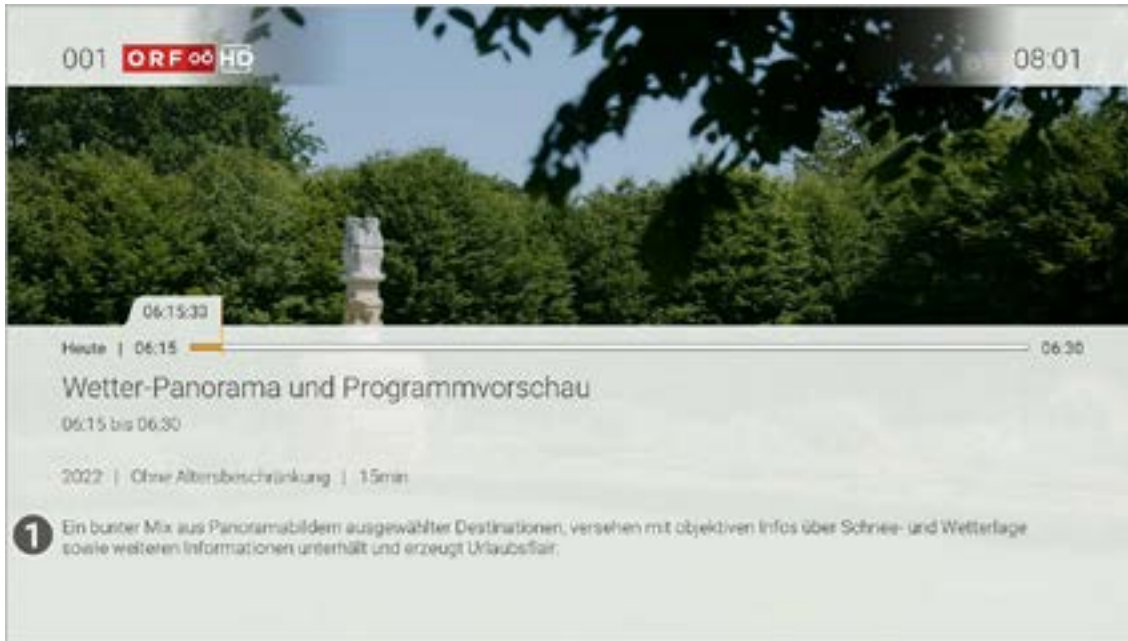 001 ORF oö HD
08:01
06:15:33
Heute | 06:15
06:30
Wetter-Panorama und Programmvorschau
06:15 bis 06:30
2022 | Ohne Altersbeschränkung | 15min
1 Ein bunter Mix aus Panoramabildern ausgewählter Destinationen, versehen mit objektiven Infos über Schnee- und Wetterlage
sowie weiteren Informationen unterhält und erzeugt Urlaubsflair.